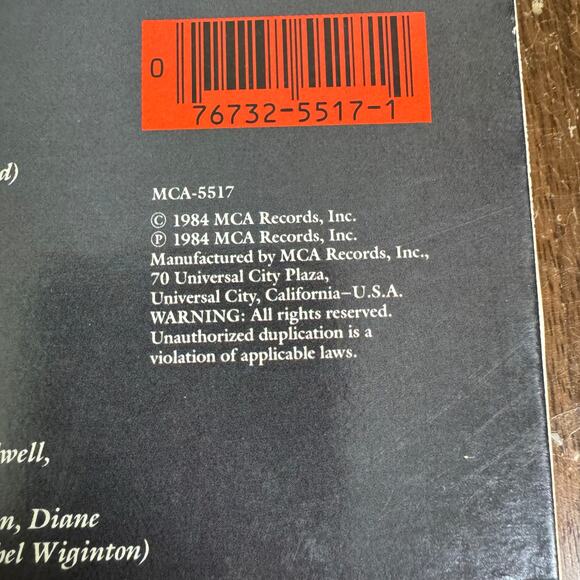 0
76732-5517-1
d)
MCA-5517
© 1984 MCA Records, Inc.
℗ 1984 MCA Records, Inc.
Manufactured by MCA Records, Inc.,
70 Universal City Plaza,
Universal City, California–U.S.A.
WARNING: All rights reserved.
Unauthorized duplication is a
violation of applicable laws.
well,
n, Diane
Wiginton)